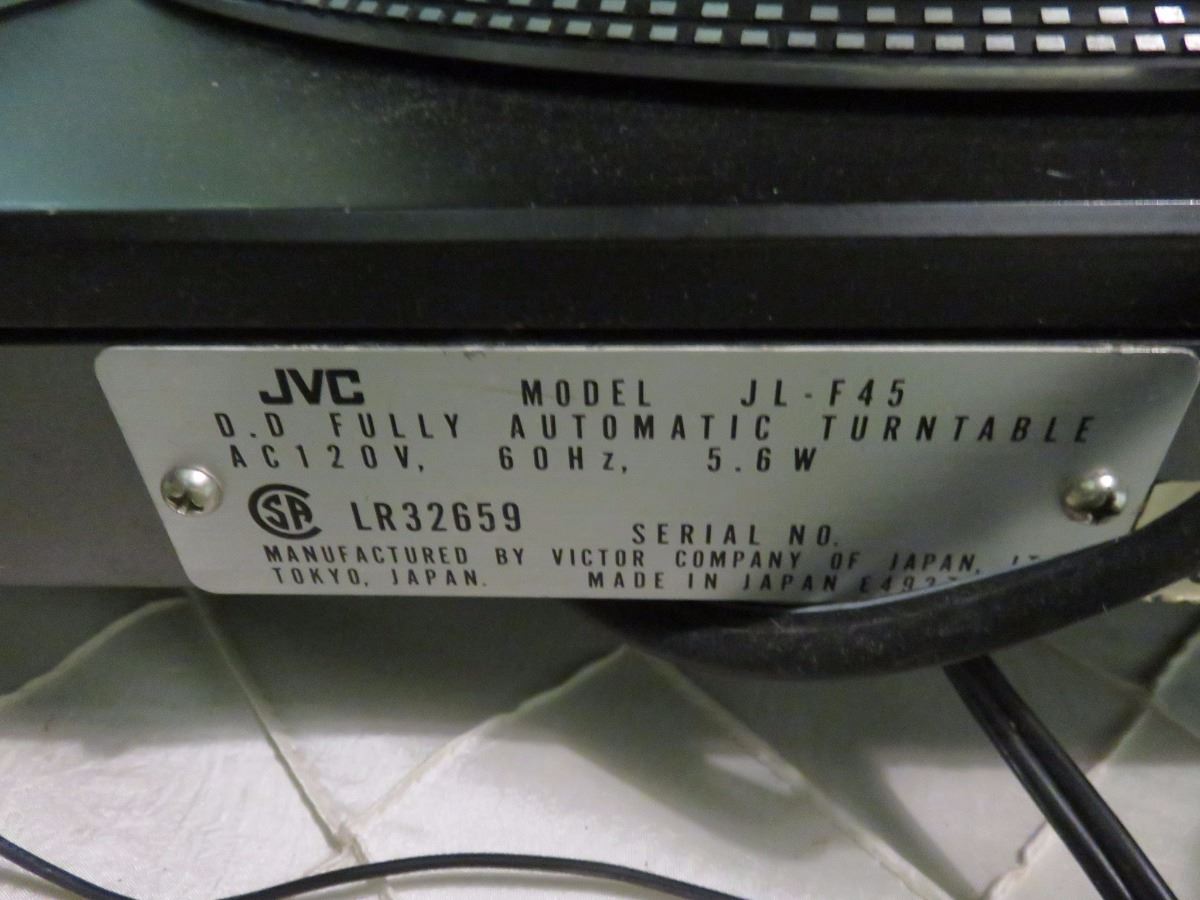 JVC MODEL JL-F45
D.D FULLY AUTOMATIC TURNTABLE
AC120V, 60Hz, 5.6W
SA LR32659
SERIAL NO.
MANUFACTURED BY VICTOR COMPANY OF JAPAN,
TOKYO, JAPAN. MADE IN JAPAN